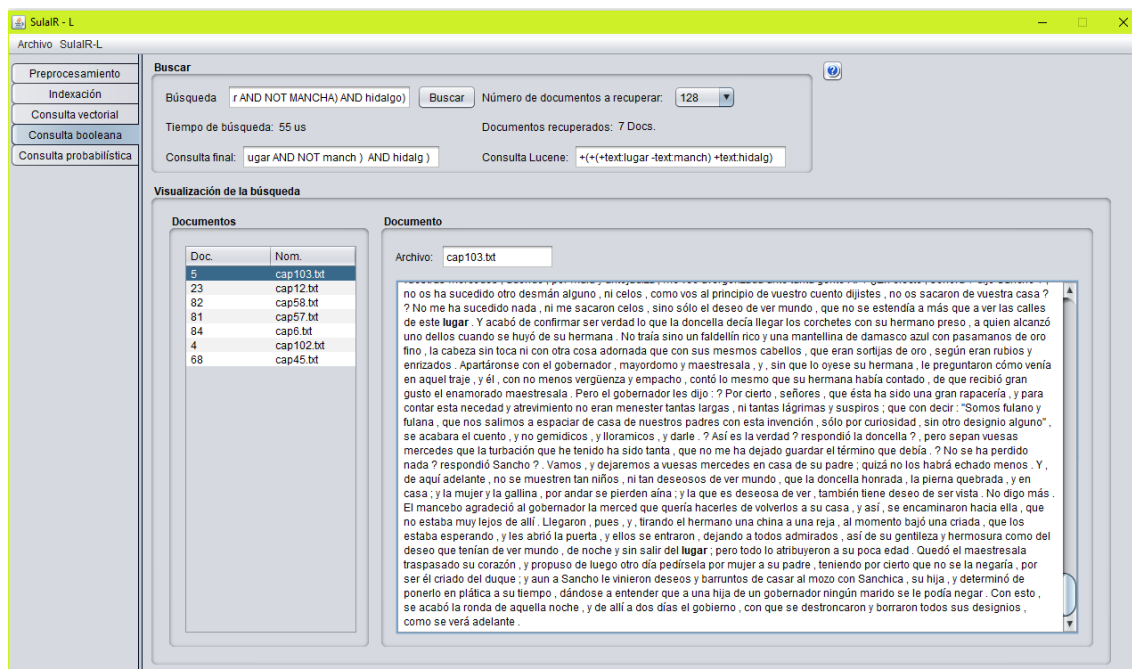 SulaIR - L
Archivo SulaIR-L
Preprocesamiento
Indexación
Consulta vectorial
Consulta booleana
Consulta probabilística
Buscar
Búsqueda r AND NOT MANCHA) AND hidalgo) Buscar Número de documentos a recuperar: 128
Tiempo de búsqueda: 55 us Documentos recuperados: 7 Docs.
Consulta final: ugar AND NOT manch ) AND hidalg ) Consulta Lucene: +(+(+text:lugar -text:manch) +text:hidalg)
Visualización de la búsqueda
Documentos
Doc. Nom.
5 cap103.txt
23 cap12.txt
82 cap58.txt
81 cap57.txt
84 cap6.txt
4 cap102.txt
68 cap45.txt
Documento
Archivo: cap103.txt
no os ha sucedido otro desmán alguno , ni celos , como vos al principio de vuestro cuento dijistes , no os sacaron de vuestra casa ?
? No me ha sucedido nada , ni me sacaron celos , sino sólo el deseo de ver mundo , que no se estendía a más que a ver las calles
de este lugar . Y acabó de confirmar ser verdad lo que la doncella decía llegar los corchetes con su hermano preso , a quien alcanzó
uno dellos cuando se huyó de su hermana . No traía sino un faldellín rico y una mantellina de damasco azul con pasamanos de oro
fino , la cabeza sin toca ni con otra cosa adornada que con sus mesmos cabellos , que eran sortijas de oro , según eran rubios y
enrizados . Apartáronse con el gobernador , mayordomo y maestresala , y , sin que lo oyese su hermana , le preguntaron cómo venía
en aquel traje , y él , con no menos vergüenza y empacho , contó lo mesmo que su hermana había contado , de que recibió gran
gusto el enamorado maestresala . Pero el gobernador les dijo : ? Por cierto , señores , que ésta ha sido una gran rapacería , y para
contar esta necedad y atrevimiento no eran menester tantas largas , ni tantas lágrimas y suspiros ; que con decir : "Somos fulano y
fulana , que nos salimos a espaciar de casa de nuestros padres con esta invención , sólo por curiosidad , sin otro designio alguno" ,
se acabara el cuento , y no gemidicos , y lloramicos , y darle . ? Así es la verdad ? respondió la doncella ? , pero sepan vuesas
mercedes que la turbación que he tenido ha sido tanta , que no me ha dejado guardar el término que debía . ? No se ha perdido
nada ? respondió Sancho ? . Vamos , y dejaremos a vuesas mercedes en casa de su padre ; quizá no los habrá echado menos . Y ,
de aquí adelante , no se muestren tan niños , ni tan deseosos de ver mundo , que la doncella honrada , la pierna quebrada , y en
casa ; y la mujer y la gallina , por andar se pierden aína ; y la que es deseosa de ver , también tiene deseo de ser vista . No digo más .
El mancebo agradeció al gobernador la merced que quería hacerles de volverlos a su casa , y así , se encaminaron hacia ella , que
no estaba muy lejos de allí . Llegaron , pues , y , tirando el hermano una china a una reja , al momento bajó una criada , que los
estaba esperando , y les abrió la puerta , y ellos se entraron , dejando a todos admirados , así de su gentileza y hermosura como del
deseo que tenían de ver mundo , de noche y sin salir del lugar ; pero todo lo atribuyeron a su poca edad . Quedó el maestresala
traspasado su corazón , y propuso de luego otro día pedírsela por mujer a su padre , teniendo por cierto que no se la negaría , por
ser él criado del duque ; y aun a Sancho le vinieron deseos y barruntos de casar al mozo con Sanchica , su hija , y determinó de
ponerlo en plática a su tiempo , dándose a entender que a una hija de un gobernador ningún marido se le podía negar . Con esto ,
se acabó la ronda de aquella noche , y de allí a dos días el gobierno , con que se destroncaron y borraron todos sus designios ,
como se verá adelante .